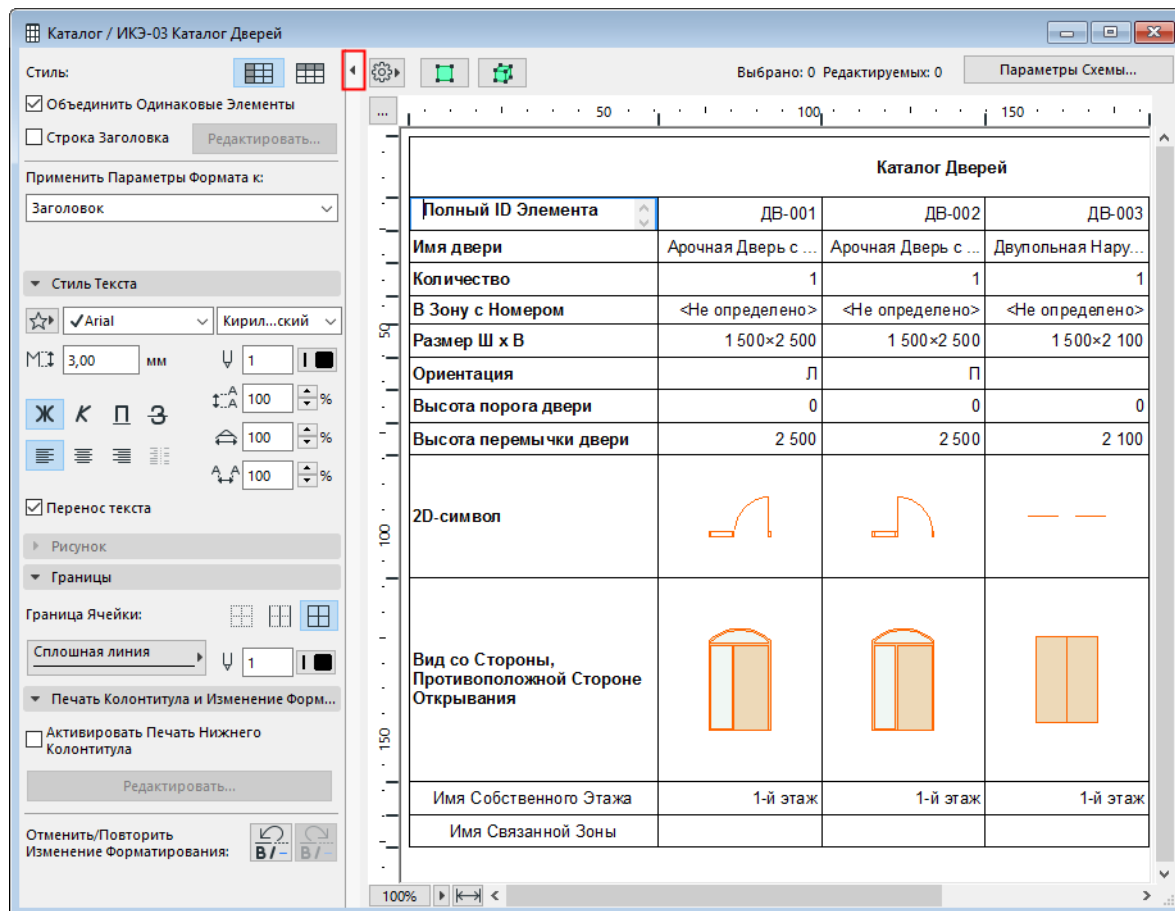 Каталог / ИКЭ-03 Каталог Дверей
Стиль:
Выбрано: 0 Редактируемых: 0
Параметры Схемы...
Объединить Одинаковые Элементы
Строка Заголовка
Редактировать...
Применить Параметры Формата к:
Заголовок
Стиль Текста
Arial
Кирил...ский
3,00 мм
1
100 %
Ж К П З
100 %
100 %
Перенос текста
Рисунок
Границы
Граница Ячейки:
Сплошная линия
1
Печать Колонтитула и Изменение Форм...
Активировать Печать Нижнего
Колонтитула
Редактировать...
Отменить/Повторить
Изменение Форматирования:
B / – B / –
... 50 100 150
50
100
150
Каталог Дверей
Полный ID Элемента ДВ-001 ДВ-002 ДВ-003
Имя двери Арочная Дверь с ... Арочная Дверь с ... Двупольная Нару...
Количество 1 1 1
В Зону с Номером <Не определено> <Не определено> <Не определено>
Размер Ш x В 1 500×2 500 1 500×2 500 1 500×2 100
Ориентация Л П
Высота порога двери 0 0 0
Высота перемычки двери 2 500 2 500 2 100
2D-символ
Вид со Стороны,
Противоположной Стороне
Открывания
Имя Собственного Этажа 1-й этаж 1-й этаж 1-й этаж
Имя Связанной Зоны
100%